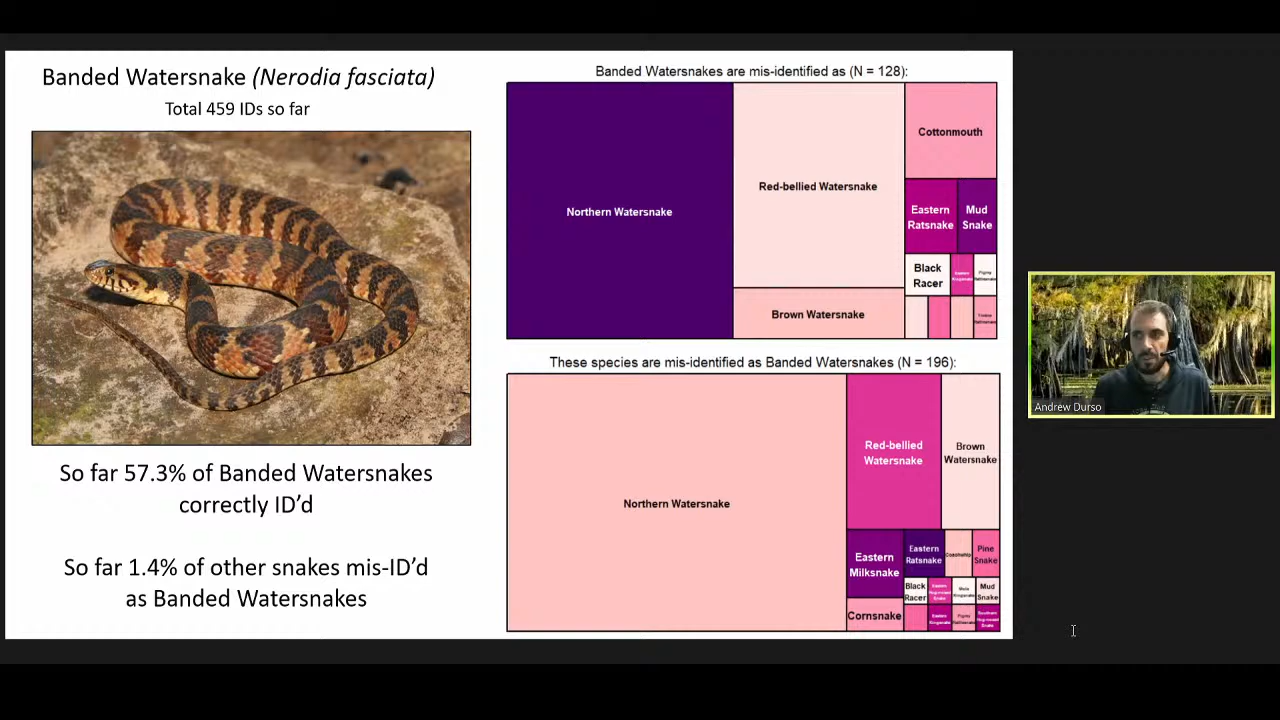 Banded Watersnake (Nerodia fasciata)
Total 459 IDs so far
So far 57.3% of Banded Watersnakes
correctly ID’d
So far 1.4% of other snakes mis-ID’d
as Banded Watersnakes
Banded Watersnakes are mis-identified as (N = 128):
Northern Watersnake
Red-bellied Watersnake
Brown Watersnake
Cottonmouth
Eastern
Ratsnake
Mud
Snake
Black
Racer
These species are mis-identified as Banded Watersnakes (N = 196):
Northern Watersnake
Red-bellied
Watersnake
Brown
Watersnake
Eastern
Milksnake
Cornsnake
Eastern
Ratsnake
Coachwhip
Pine
Snake
Black
Racer
Mud
Snake
Andrew Durso